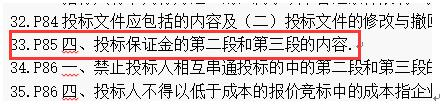 32. P84 投标文件应包括的内容及（二）投标文件的修改与撤回
33. P85 四、投标保证金的第二段和第三段的内容.
34. P86 一、禁止投标人相互串通投标的中的第二段和第三段的
35. P86 四、投标人不得以低于成本的报价竞标中的成本指企业